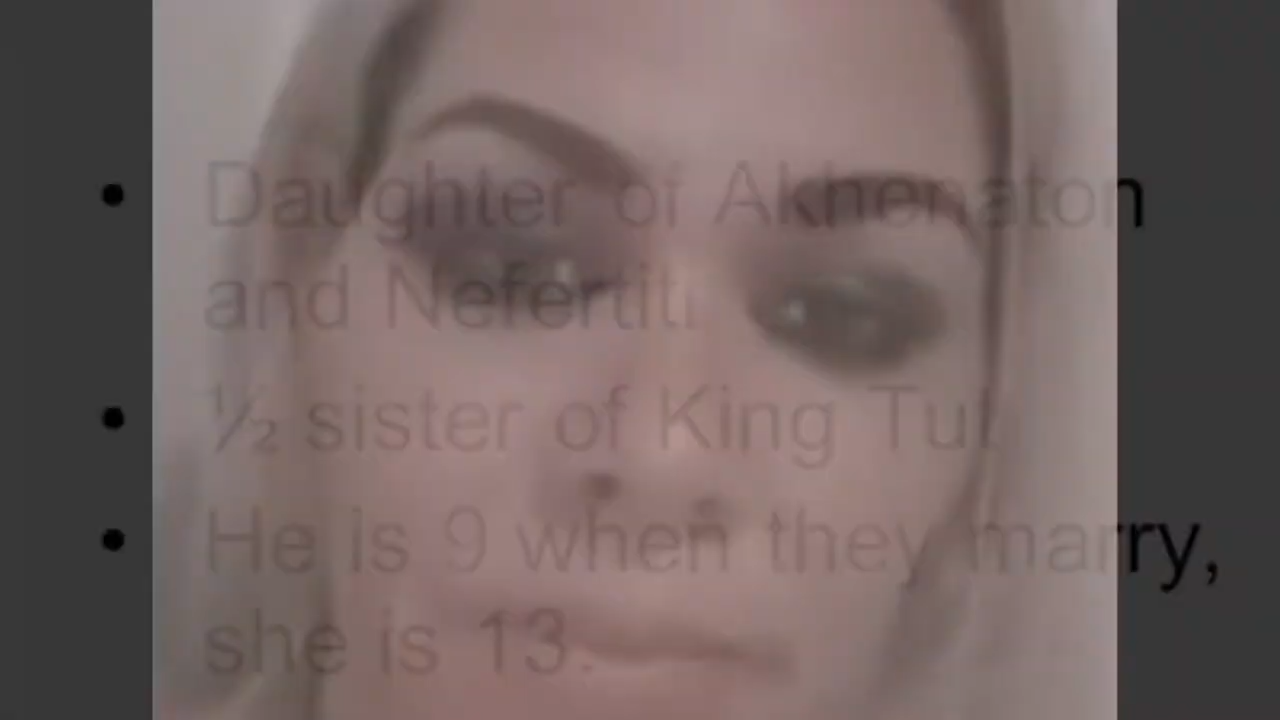 • Daughter of Akhenaton
and Nefertiti
• ½ sister of King Tut
• He is 9 when they marry,
she is 13.